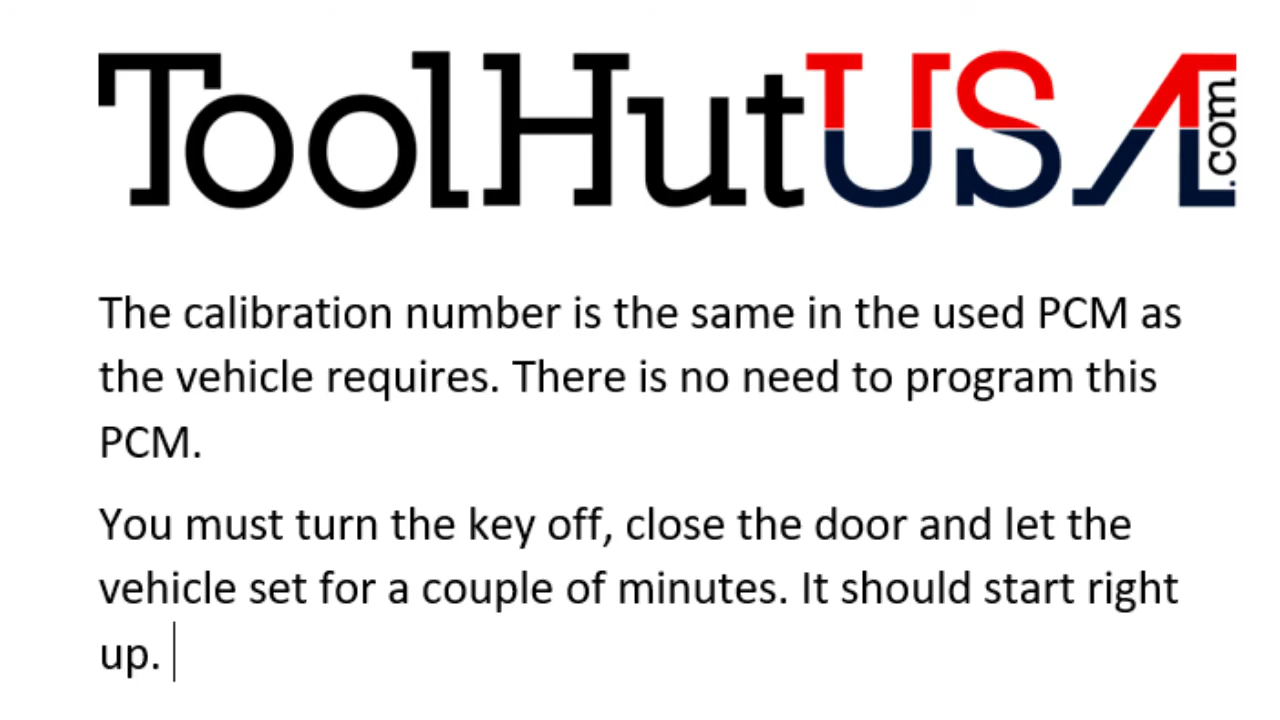 ToolHutUSA.com
The calibration number is the same in the used PCM as
the vehicle requires. There is no need to program this
PCM.
You must turn the key off, close the door and let the
vehicle set for a couple of minutes. It should start right
up.